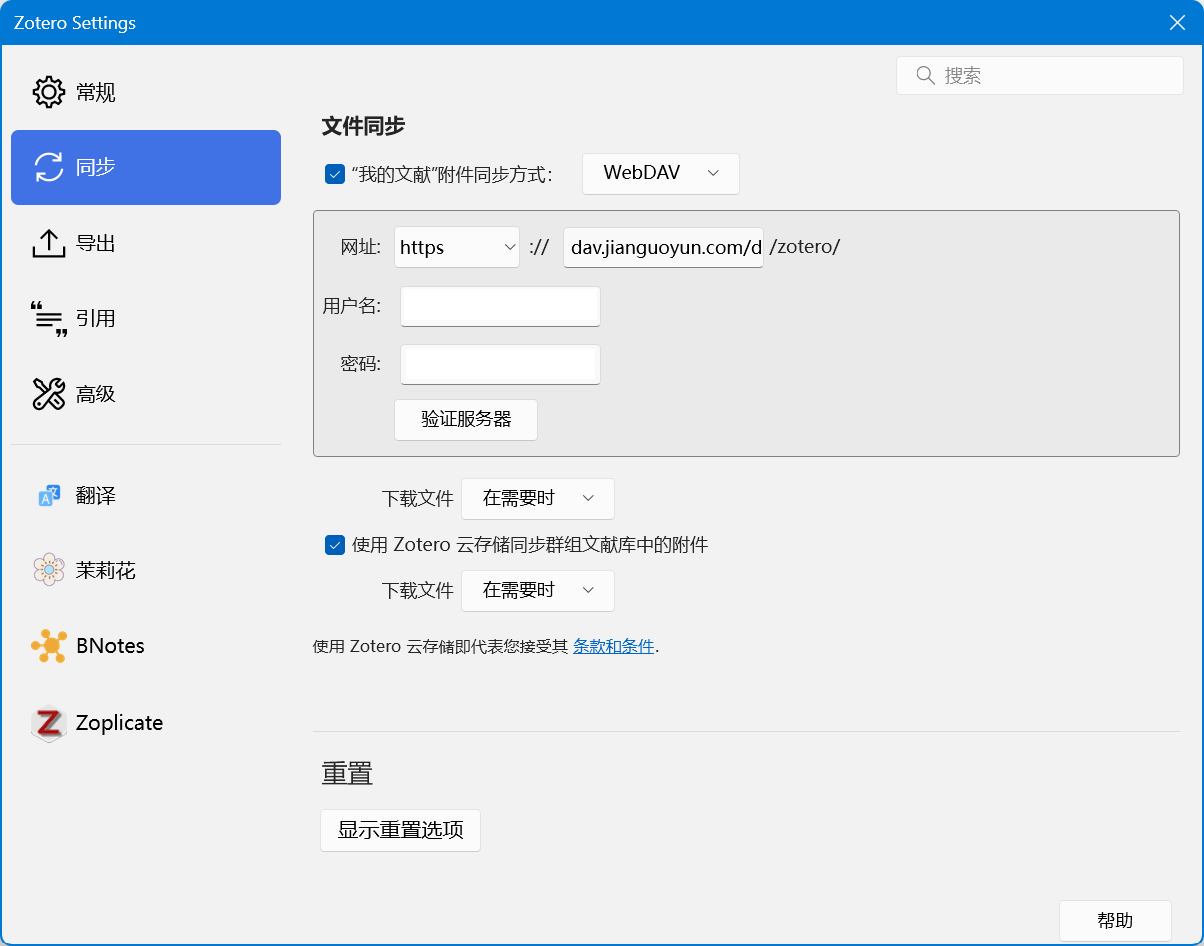 Zotero Settings
常规
搜索
文件同步
同步
“我的文献”附件同步方式：
WebDAV
导出
网址:
https
://
dav.jianguoyun.com/d
/zotero/
用户名:
引用
密码:
高级
验证服务器
翻译
下载文件
在需要时
使用 Zotero 云存储同步群组文献库中的附件
茉莉花
下载文件
在需要时
BNotes
使用 Zotero 云存储即代表您接受其 条款和条件.
Zoplicate
重置
显示重置选项
帮助